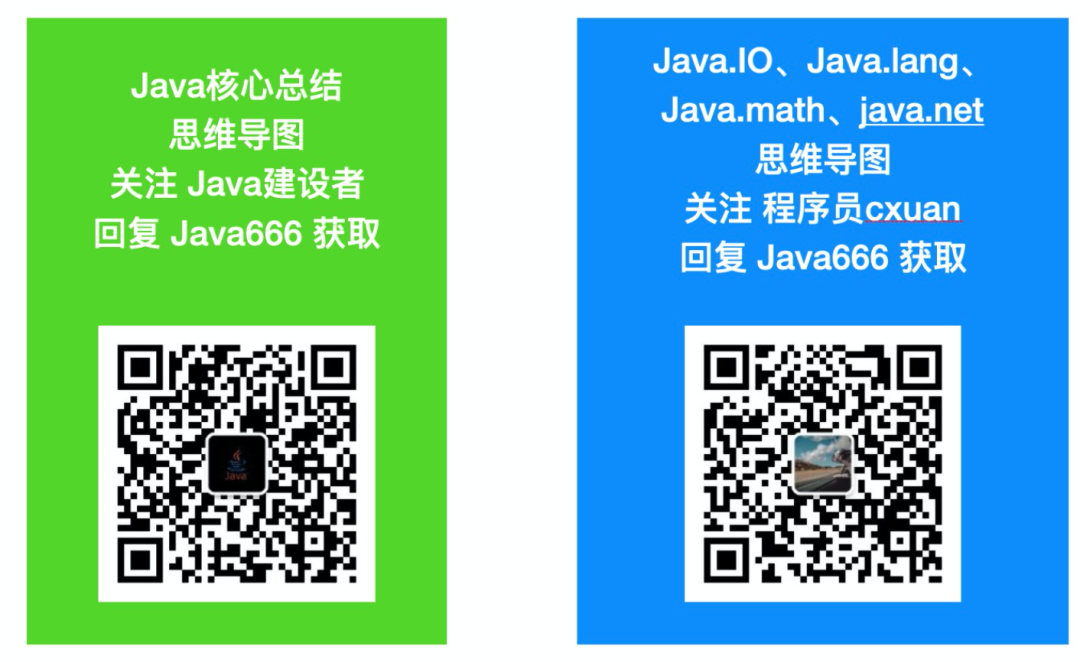 Java核心总结
思维导图
关注 Java建设者
回复 Java666 获取
Java
Java.IO、Java.lang、
Java.math、java.net
思维导图
关注 程序员cxuan
回复 Java666 获取